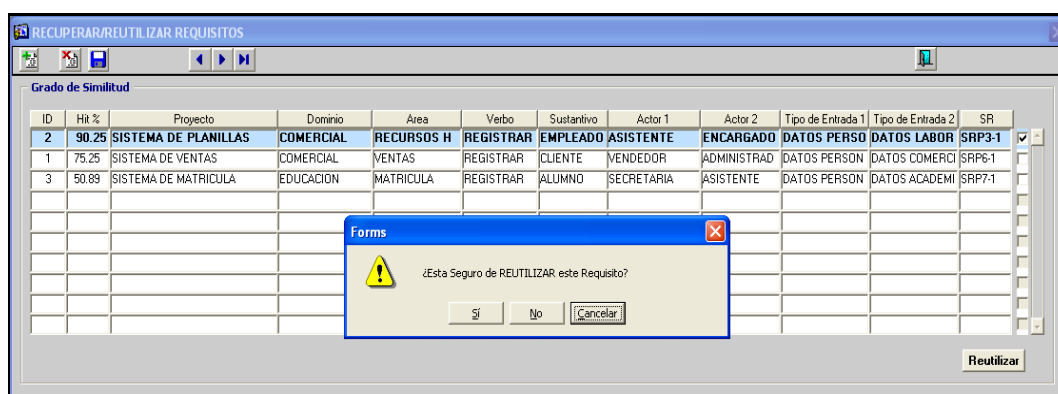 RECUPERAR/REUTILIZAR REQUISITOS
Grado de Similitud
ID Hit % Proyecto Dominio Area Verbo Sustantivo Actor 1 Actor 2 Tipo de Entrada 1 Tipo de Entrada 2 SR
2 90.25 SISTEMA DE PLANILLAS COMERCIAL RECURSOS H REGISTRAR EMPLEADO ASISTENTE ENCARGADO DATOS PERSO DATOS LABOR SRP3-1
1 75.25 SISTEMA DE VENTAS COMERCIAL VENTAS REGISTRAR CLIENTE VENDEDOR ADMINISTRAD DATOS PERSON DATOS COMERCI SRP6-1
3 50.89 SISTEMA DE MATRICULA EDUCACION MATRICULA REGISTRAR ALUMNO SECRETARIA ASISTENTE DATOS PERSON DATOS ACADEMI SRP7-1
Forms
¿Esta Seguro de REUTILIZAR este Requisito?
Sí No Cancelar
Reutilizar